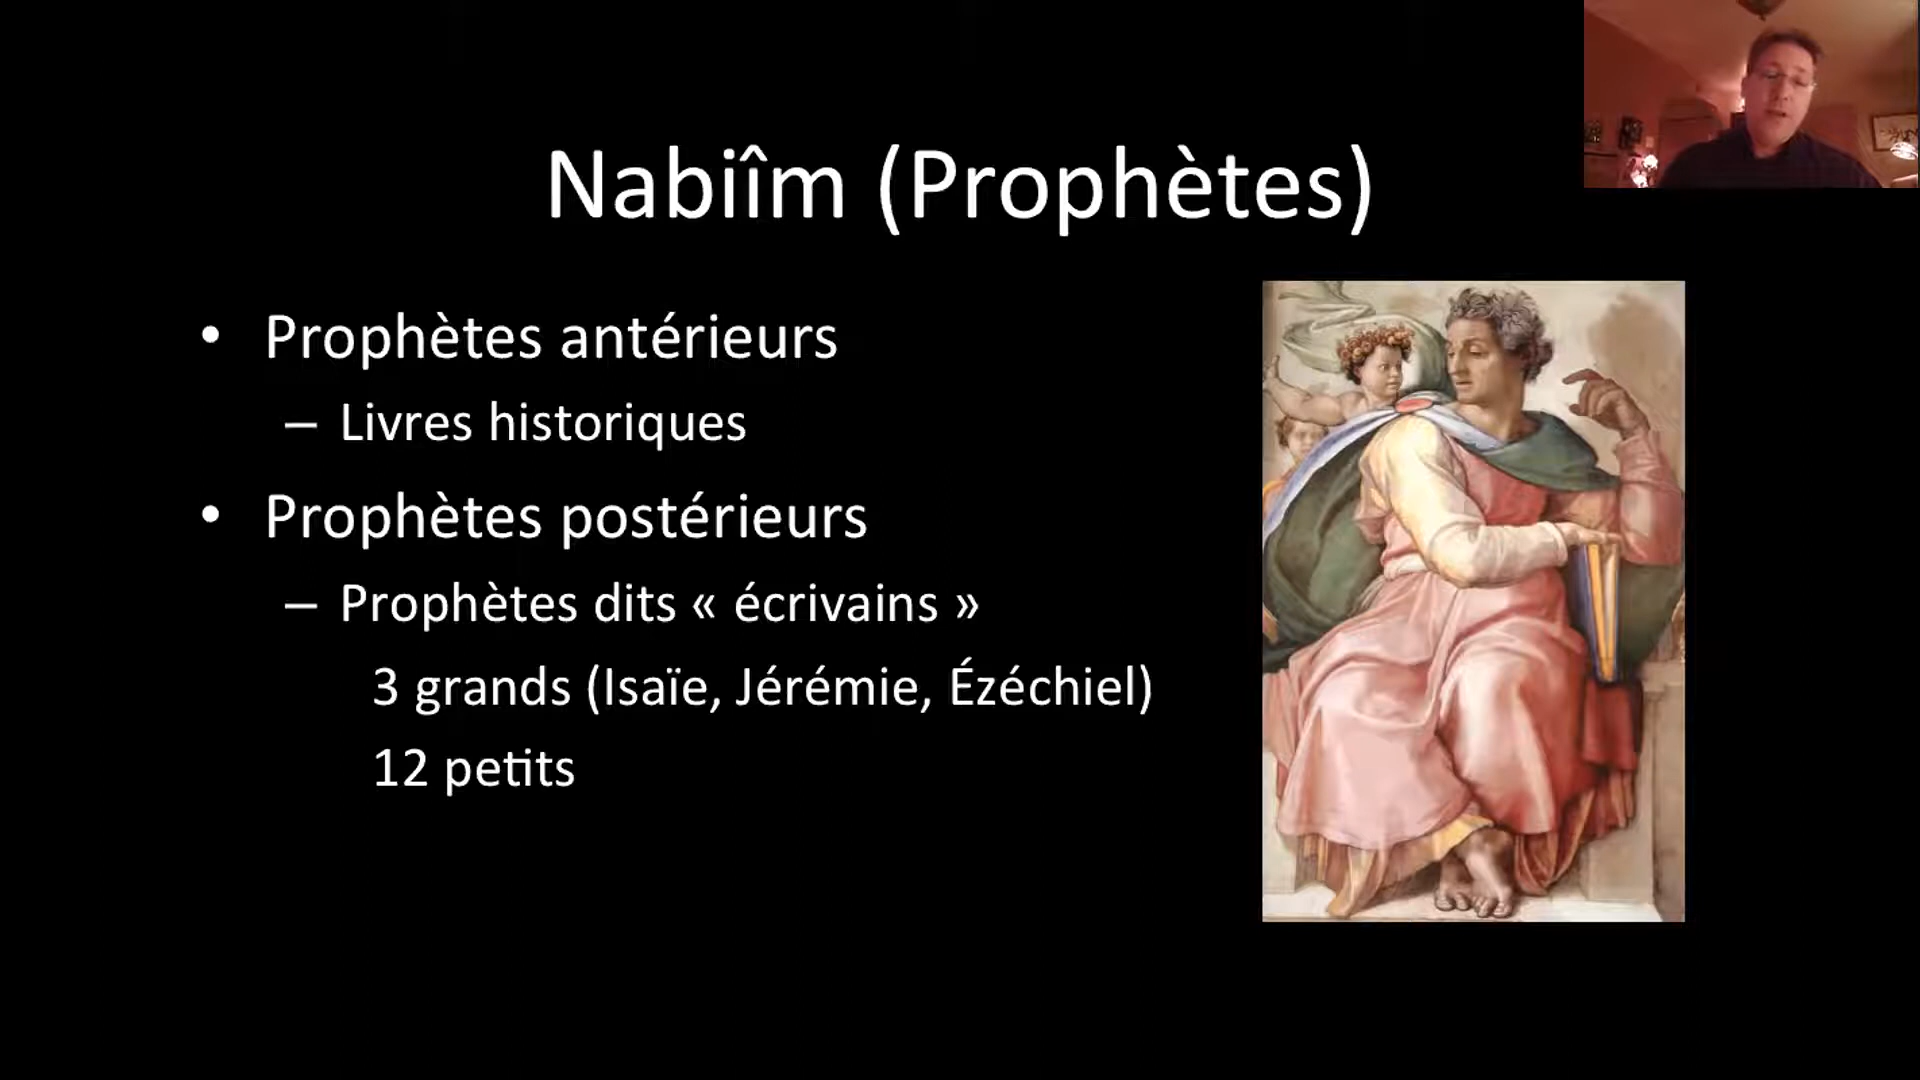 Nabiîm (Prophètes)
• Prophètes antérieurs
– Livres historiques
• Prophètes postérieurs
– Prophètes dits « écrivains »
3 grands (Isaïe, Jérémie, Ézéchiel)
12 petits